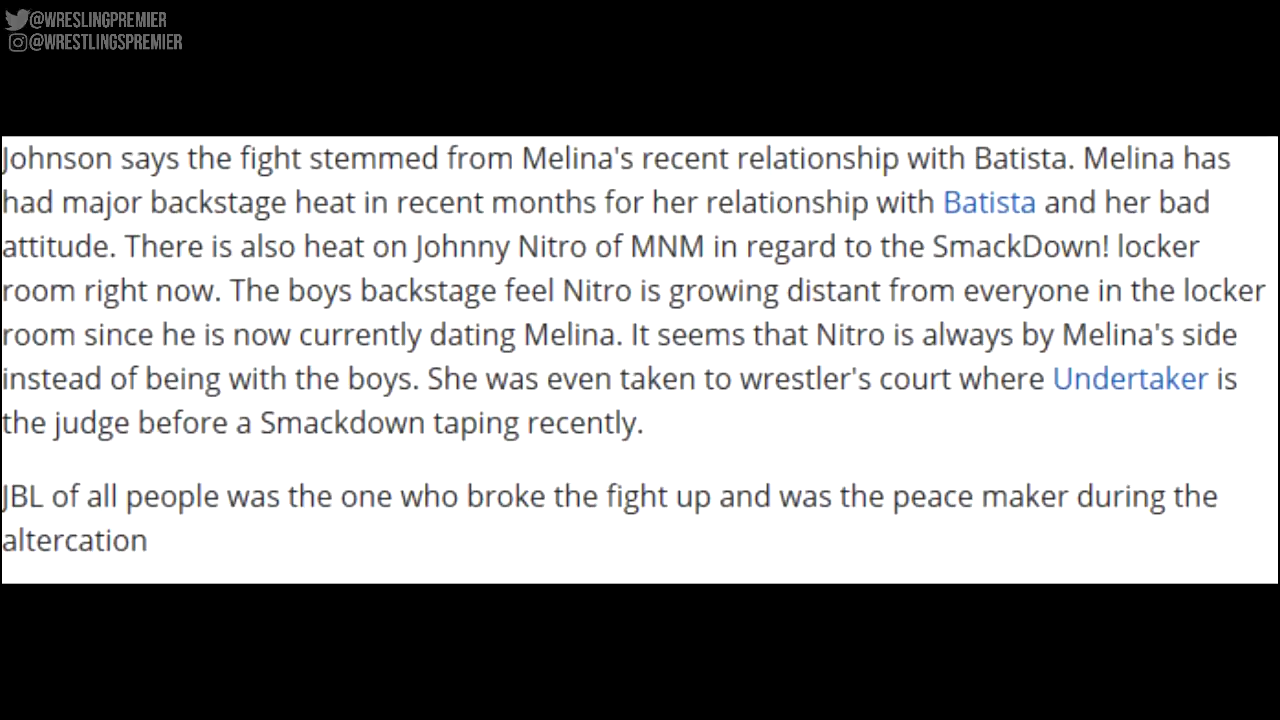 @WRESLINGPREMIER
@WRESTLINGSPREMIER
Johnson says the fight stemmed from Melina's recent relationship with Batista. Melina has
had major backstage heat in recent months for her relationship with Batista and her bad
attitude. There is also heat on Johnny Nitro of MNM in regard to the SmackDown! locker
room right now. The boys backstage feel Nitro is growing distant from everyone in the locker
room since he is now currently dating Melina. It seems that Nitro is always by Melina's side
instead of being with the boys. She was even taken to wrestler's court where Undertaker is
the judge before a Smackdown taping recently.
JBL of all people was the one who broke the fight up and was the peace maker during the
altercation